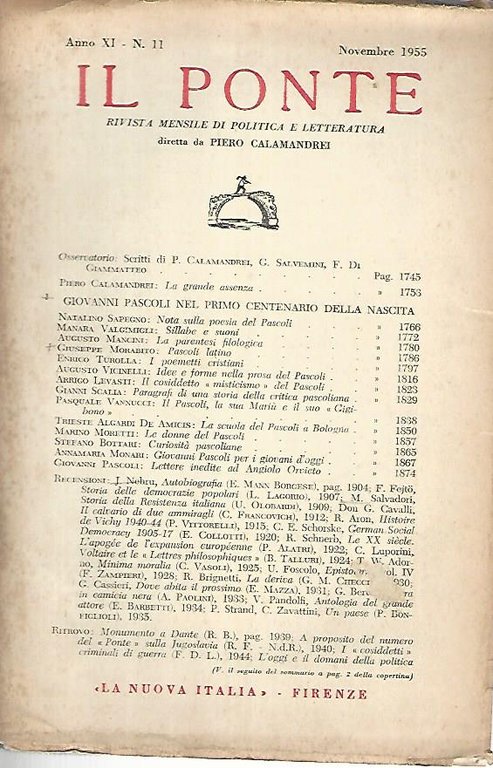 Anno XI - N. 11 Novembre 1955
IL PONTE
RIVISTA MENSILE DI POLITICA E LETTERATURA
diretta da PIERO CALAMANDREI
Osservatorio: Scritti di P. CALAMANDREI, G. SALVEMINI, F. DI
GIAMMATTEO . . . . . . Pag. 1745
PIERO CALAMANDREI: La grande assenza . . . . » 1753
GIOVANNI PASCOLI NEL PRIMO CENTENARIO DELLA NASCITA
NATALINO SAPEGNO: Nota sulla poesia del Pascoli . . . » 1766
MANARA VALGIMIGLI: Sillabe e suoni . . . . » 1772
AUGUSTO MANCINI: La parentesi filologica . . . . » 1780
GIUSEPPE MORABITO: Pascoli latino . . . . » 1786
ENRICO TUROLLA: I poemetti cristiani . . . . » 1797
AUGUSTO VICINELLI: Idee e forme nella prosa del Pascoli . . » 1816
ARRIGO LEVASTI: Il cosiddetto « misticismo » del Pascoli . . » 1823
GIANNI SCALIA: Paragrafi di una storia della critica pascoliana . » 1829
PASQUALE VANNUCCI: Il Pascoli, la sua Mariù e il suo « Gigi-
bono » . . . . . . » 1838
TRIESTE ALGARDI DE AMICIS: La scuola del Pascoli a Bologna . » 1850
MARINO MORETTI: Le donne del Pascoli . . . . » 1857
STEFANO BOTTARI: Curiosità pascoliane . . . . » 1865
ANNAMARIA MONARI: Giovanni Pascoli per i giovani d'oggi . . » 1867
GIOVANNI PASCOLI: Lettere inedite ad Angiolo Orvieto . . » 1874
RECENSIONI: J. Nehru, Autobiografia (E. MANN BORGESE), pag. 1904; F. Fejtö,
Storia delle democrazie popolari (L. LAGORIO), 1907; M. Salvadori,
Storia della Resistenza italiana (U. OLOBARDI), 1909; Don G. Cavalli,
Il calvario di due ammiragli (C. FRANCOVICH), 1912; R. Aron, Histoire
de Vichy 1940-44 (P. VITTORELLI), 1915; C. E. Schorske, German Social
Democracy 1905-17 (E. COLLOTTI), 1920; R. Schnerb, Le XX siècle.
L'apogée de l'expansion européenne (P. ALATRI), 1922; C. Luporini,
Voltaire et le « Lettres philosophiques » (B. TALLURI), 1924; T. W. Ador-
no, Minima moralia (C. VASOLI), 1925; U. Foscolo, vol. IV
(F. ZAMPIERI), 1928; R. Brignetti, La deriva (G. M. 1930;
Cassieri, Dove abita il prossimo (E. MAZZA), 1931; G.
in camicia nera (A. PAOLINI), 1933; V. Pandolfi, Antologia del grande
attore (E. BARBETTI), 1934; P. Strand, C. Zavattini, Un paese (P. BON-
FIGLIOLI), 1935.
RITROVO: Monumento a Dante (R. B.), pag. 1939; A proposito del numero
del « Ponte » sulla Jugoslavia (R. F. - N.d.R.), 1940; I « cosiddetti »
criminali di guerra (F. D. L.), 1944; L'oggi e il domani della politica
(V. il seguito del sommario a pag. 2 della copertina)
«LA NUOVA ITALIA» - FIRENZE